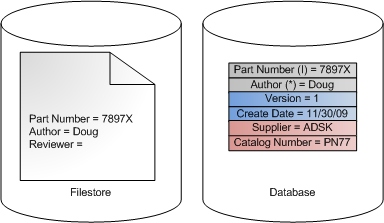 Part Number = 7897X
Author = Doug
Reviewer =
Filestore
Part Number (I) = 7897X
Author (*) = Doug
Version = 1
Create Date = 11/30/09
Supplier = ADSK
Catalog Number = PN77
Database